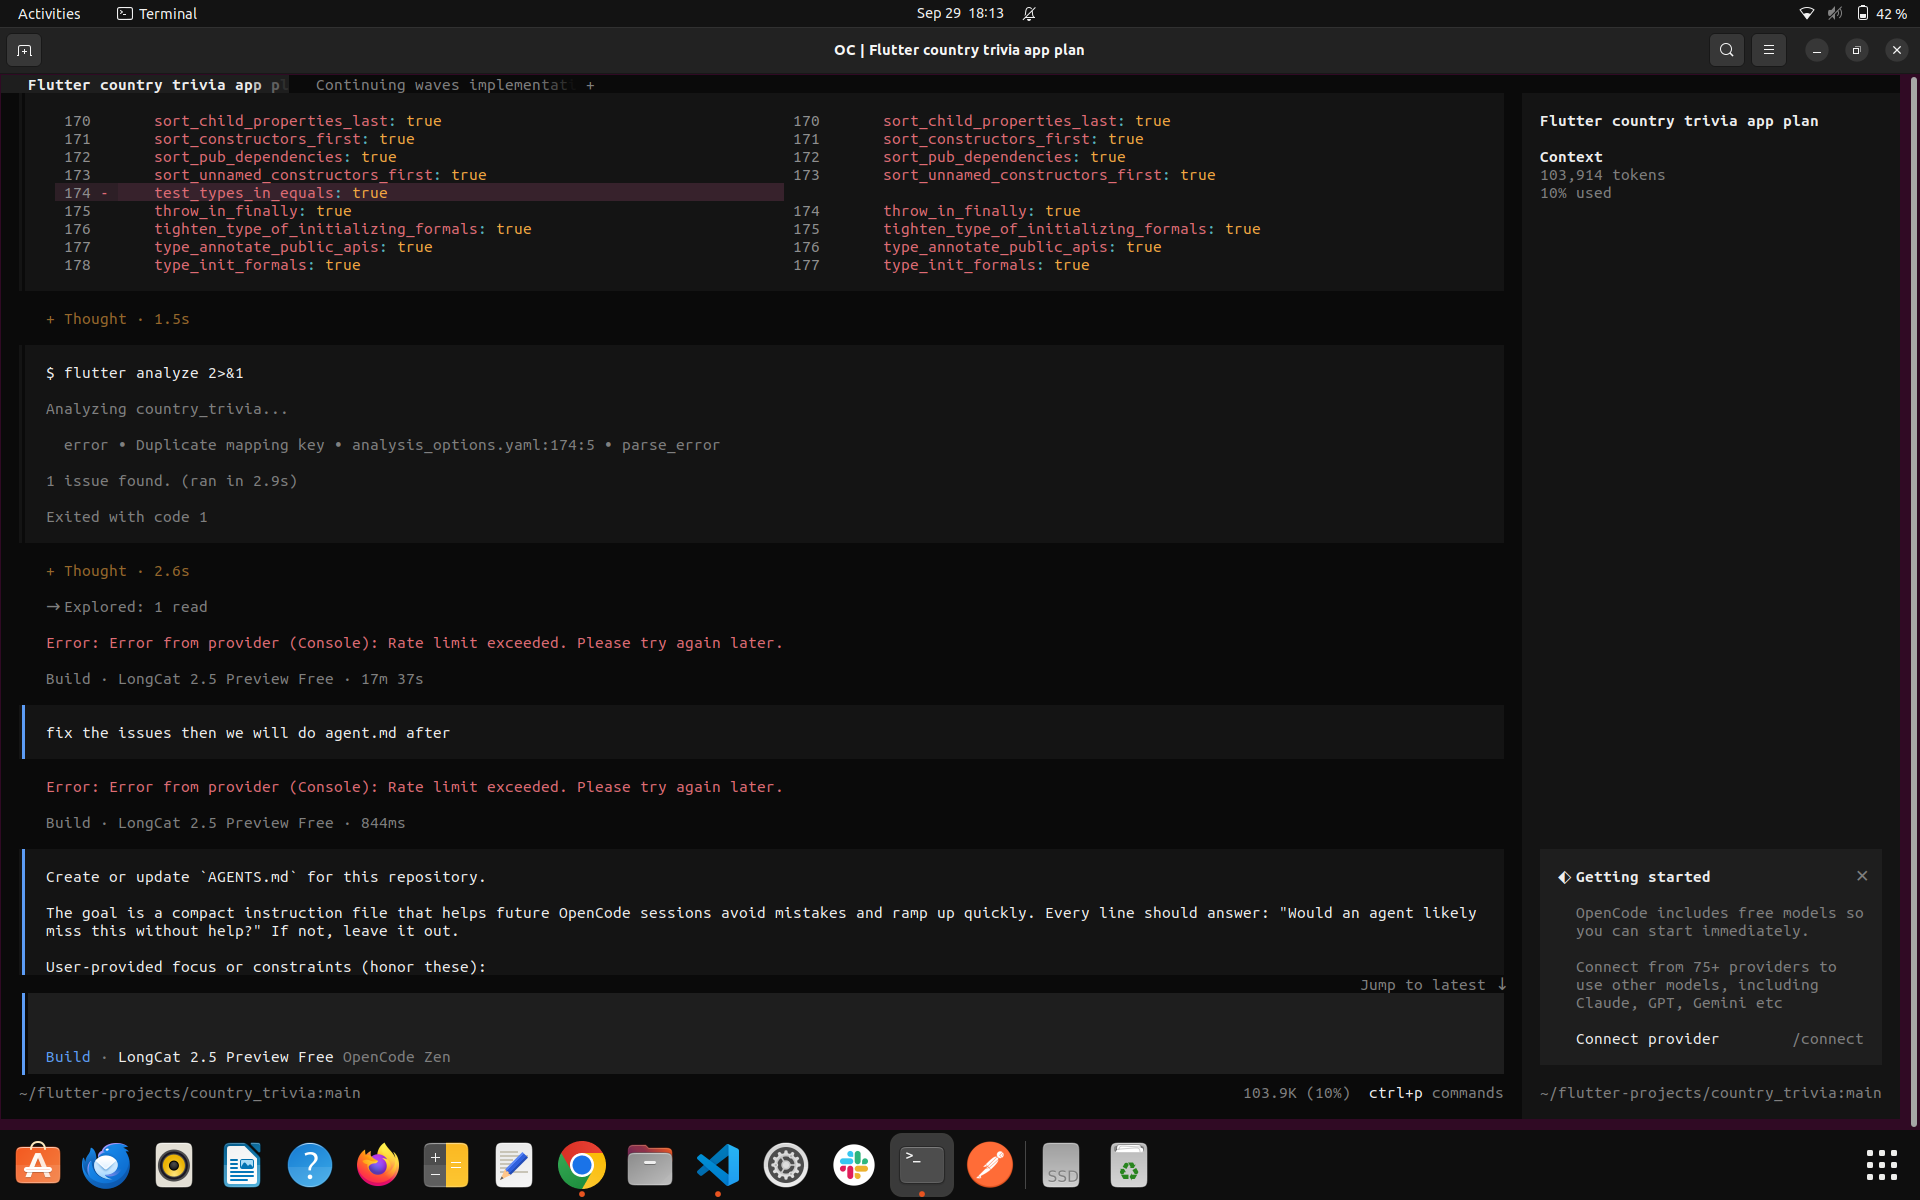 Activities
Terminal
Sep 29 18:13
42 %
OC | Flutter country trivia app plan
Flutter country trivia app pl
Continuing waves implementat +
170 sort_child_properties_last: true
171 sort_constructors_first: true
172 sort_pub_dependencies: true
173 sort_unnamed_constructors_first: true
174 - test_types_in_equals: true
175 throw_in_finally: true
176 tighten_type_of_initializing_formals: true
177 type_annotate_public_apis: true
178 type_init_formals: true
170 sort_child_properties_last: true
171 sort_constructors_first: true
172 sort_pub_dependencies: true
173 sort_unnamed_constructors_first: true
174 throw_in_finally: true
175 tighten_type_of_initializing_formals: true
176 type_annotate_public_apis: true
177 type_init_formals: true
+ Thought · 1.5s
$ flutter analyze 2>&1
Analyzing country_trivia...
error • Duplicate mapping key • analysis_options.yaml:174:5 • parse_error
1 issue found. (ran in 2.9s)
Exited with code 1
+ Thought · 2.6s
→ Explored: 1 read
Error: Error from provider (Console): Rate limit exceeded. Please try again later.
Build · LongCat 2.5 Preview Free · 17m 37s
fix the issues then we will do agent.md after
Error: Error from provider (Console): Rate limit exceeded. Please try again later.
Build · LongCat 2.5 Preview Free · 844ms
Create or update `AGENTS.md` for this repository.
The goal is a compact instruction file that helps future OpenCode sessions avoid mistakes and ramp up quickly. Every line should answer: "Would an agent likely
miss this without help?" If not, leave it out.
User-provided focus or constraints (honor these):
Jump to latest ↓
Build · LongCat 2.5 Preview Free OpenCode Zen
~/flutter-projects/country_trivia:main
103.9K (10%) ctrl+p commands
Flutter country trivia app plan
Context
103,914 tokens
10% used
Getting started
OpenCode includes free models so
you can start immediately.
Connect from 75+ providers to
use other models, including
Claude, GPT, Gemini etc
Connect provider /connect
~/flutter-projects/country_trivia:main
SSD